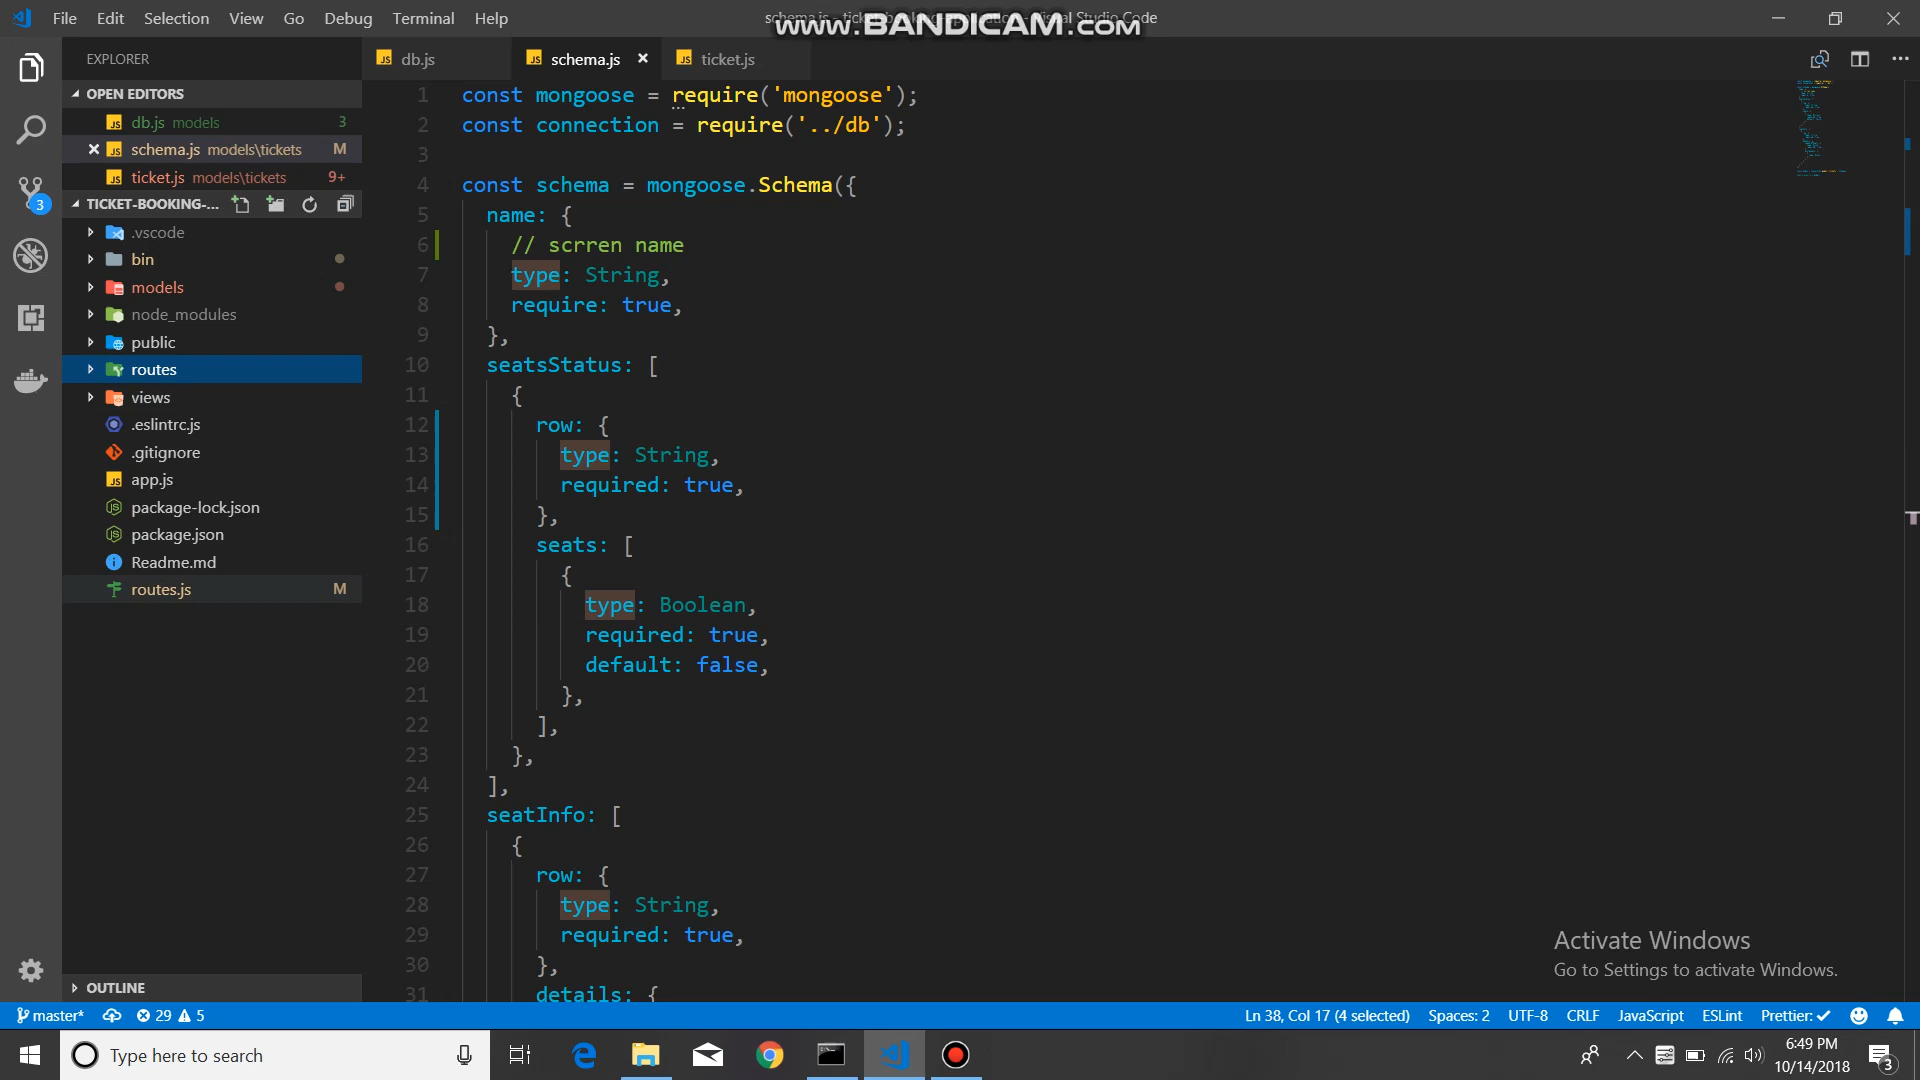 File Edit Selection View Go Debug Terminal Help
www.BANDICAM.com
EXPLORER
OPEN EDITORS
db.js models 3
schema.js models\tickets M
ticket.js models\tickets 9+
TICKET-BOOKING-...
.vscode
bin
models
node_modules
public
routes
views
.eslintrc.js
.gitignore
app.js
package-lock.json
package.json
Readme.md
routes.js M
OUTLINE
3
db.js schema.js ticket.js
1 const mongoose = require('mongoose');
2 const connection = require('../db');
3
4 const schema = mongoose.Schema({
5 name: {
6 // scrren name
7 type: String,
8 require: true,
9 },
10 seatsStatus: [
11 {
12 row: {
13 type: String,
14 required: true,
15 },
16 seats: [
17 {
18 type: Boolean,
19 required: true,
20 default: false,
21 },
22 ],
23 },
24 ],
25 seatInfo: [
26 {
27 row: {
28 type: String,
29 required: true,
30 },
31 details: {
Activate Windows
Go to Settings to activate Windows.
master* 29 5 Ln 38, Col 17 (4 selected) Spaces: 2 UTF-8 CRLF JavaScript ESLint Prettier: ✓
Type here to search
6:49 PM
10/14/2018
3